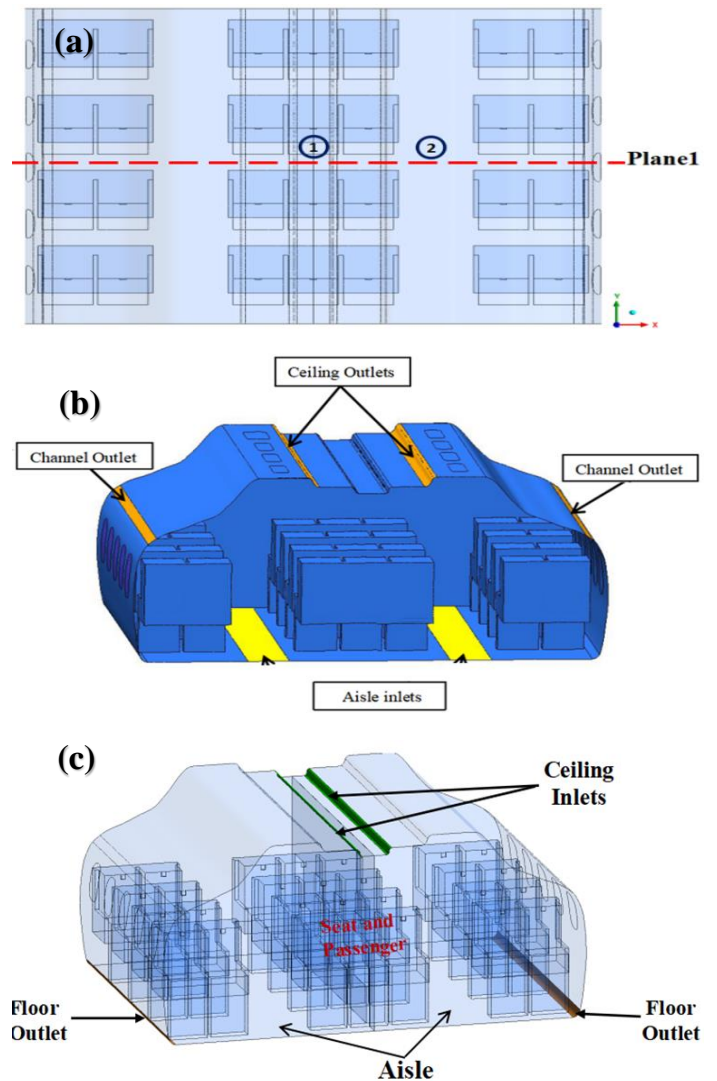 (a)
1
2
Plane1
Y
X
(b)
Ceiling Outlets
Channel Outlet
Channel Outlet
Aisle inlets
(c)
Ceiling
Inlets
Seat and
Passenger
Floor
Outlet
Floor
Outlet
Aisle